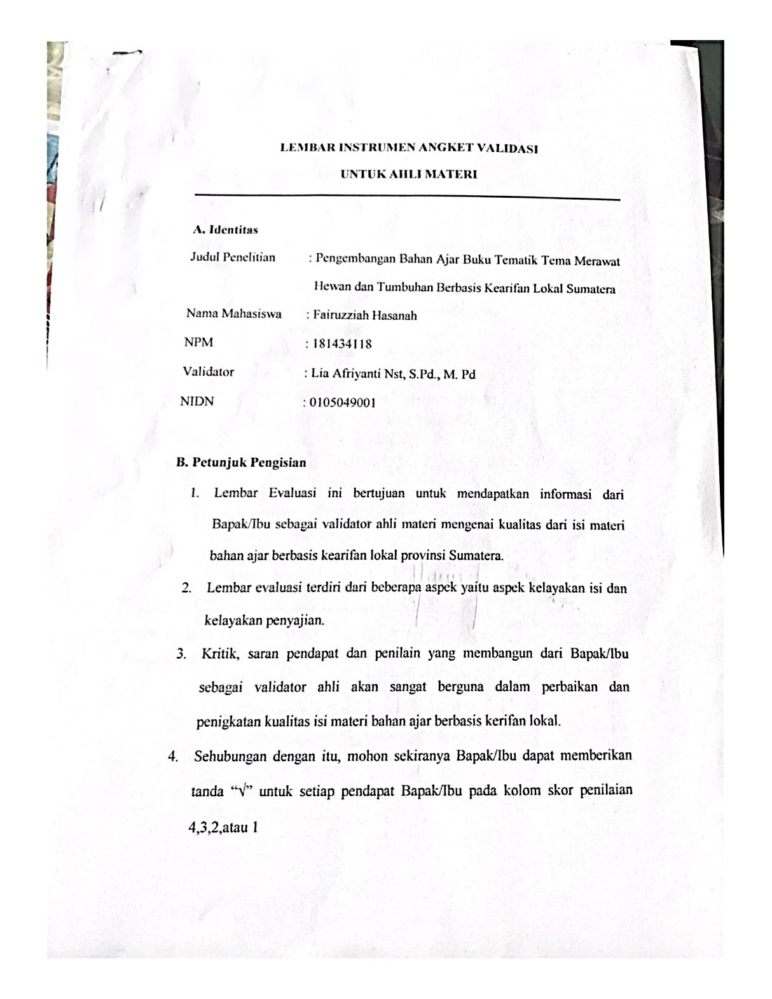 LEMBAR INSTRUMEN ANGKET VALIDASI
UNTUK AHLI MATERI
A. Identitas
Judul Penelitian : Pengembangan Bahan Ajar Buku Tematik Tema Merawat
Hewan dan Tumbuhan Berbasis Kearifan Lokal Sumatera
Nama Mahasiswa : Fairuzziah Hasanah
NPM : 181434118
Validator : Lia Afriyanti Nst, S.Pd., M. Pd
NIDN : 0105049001
B. Petunjuk Pengisian
1. Lembar Evaluasi ini bertujuan untuk mendapatkan informasi dari
Bapak/Ibu sebagai validator ahli materi mengenai kualitas dari isi materi
bahan ajar berbasis kearifan lokal provinsi Sumatera.
2. Lembar evaluasi terdiri dari beberapa aspek yaitu aspek kelayakan isi dan
kelayakan penyajian.
3. Kritik, saran pendapat dan penilain yang membangun dari Bapak/Ibu
sebagai validator ahli akan sangat berguna dalam perbaikan dan
penigkatan kualitas isi materi bahan ajar berbasis kerifan lokal.
4. Sehubungan dengan itu, mohon sekiranya Bapak/Ibu dapat memberikan
tanda “√” untuk setiap pendapat Bapak/Ibu pada kolom skor penilaian
4,3,2,atau 1